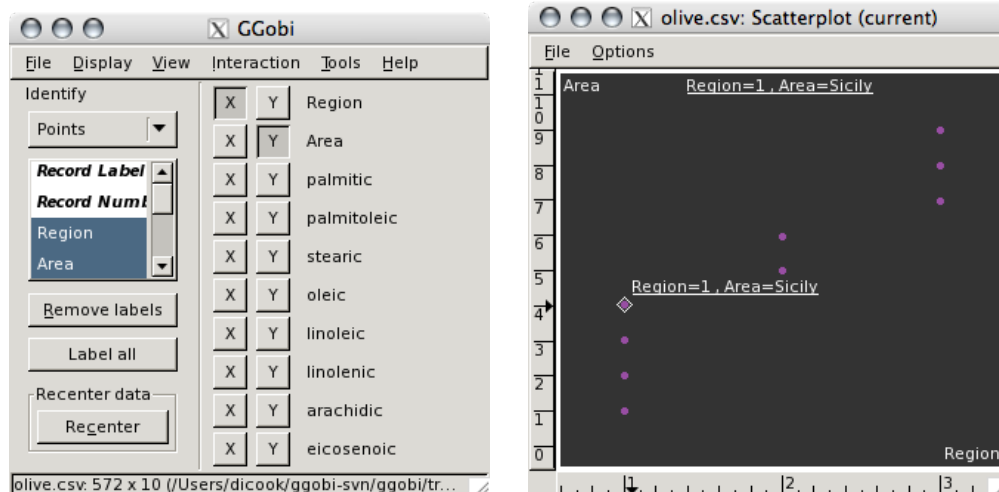 GGobi
File Display View Interaction Tools Help
Identify
Points
Record Label
Record Numb
Region
Area
Remove labels
Label all
Recenter data
Recenter
X Y Region
X Y Area
X Y palmitic
X Y palmitoleic
X Y stearic
X Y oleic
X Y linoleic
X Y linolenic
X Y arachidic
X Y eicosenoic
olive.csv: 572 x 10 (/Users/dicook/ggobi-svn/ggobi/tr...
olive.csv: Scatterplot (current)
File Options
Area
Region=1 , Area=Sicily
Region=1 , Area=Sicily
Region
1
1
1
0
9
8
7
6
5
4
3
2
1
0
1 2 3